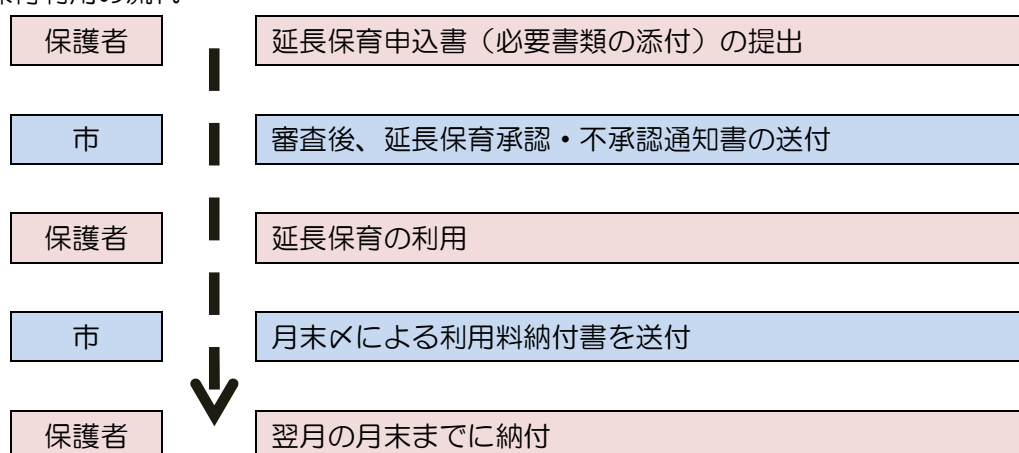 保護者 延長保育申込書（必要書類の添付）の提出
市 審査後、延長保育承認・不承認通知書の送付
保護者 延長保育の利用
市 月末〆による利用料納付書を送付
保護者 翌月の月末までに納付